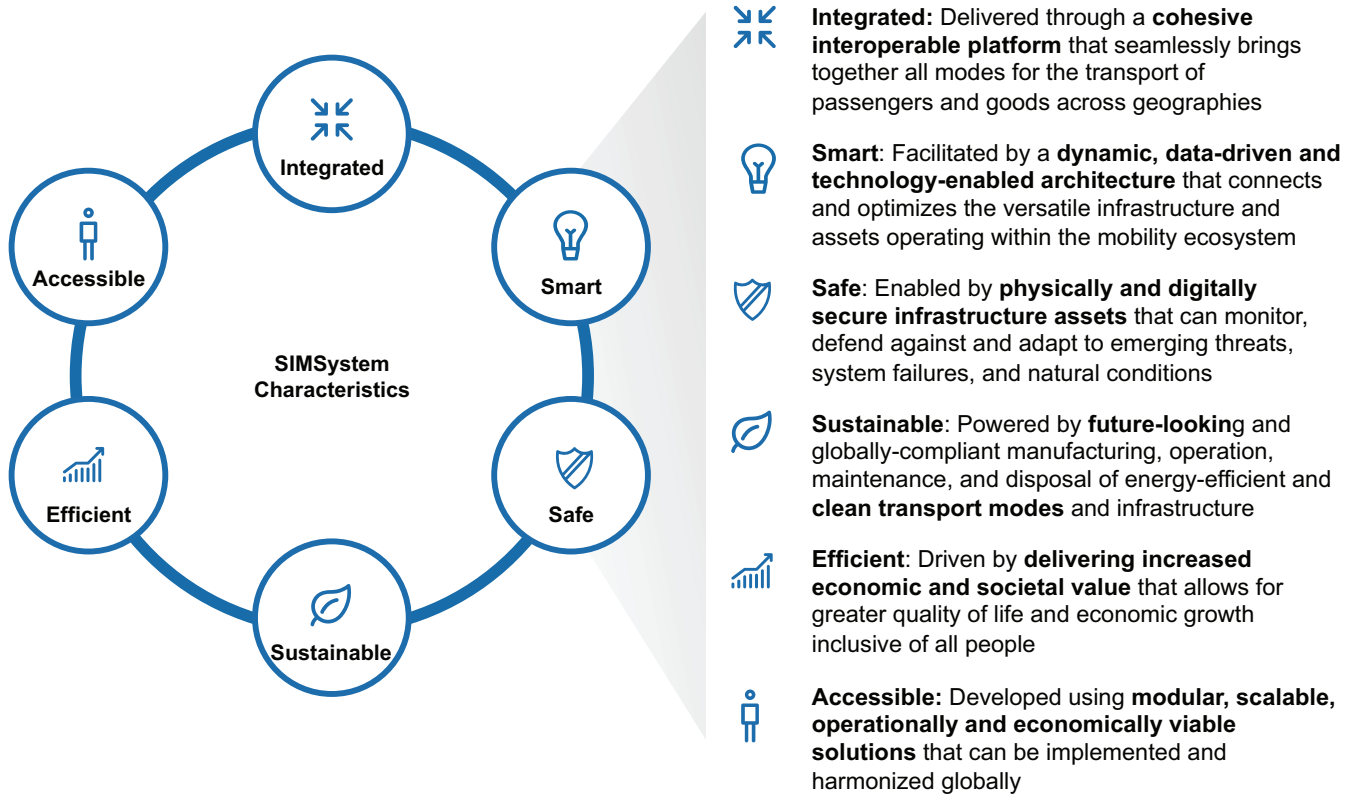 Integrated
Smart
Accessible
SIMSystem
Characteristics
Efficient
Safe
Sustainable
Integrated: Delivered through a cohesive
interoperable platform that seamlessly brings
together all modes for the transport of
passengers and goods across geographies
Smart: Facilitated by a dynamic, data-driven and
technology-enabled architecture that connects
and optimizes the versatile infrastructure and
assets operating within the mobility ecosystem
Safe: Enabled by physically and digitally
secure infrastructure assets that can monitor,
defend against and adapt to emerging threats,
system failures, and natural conditions
Sustainable: Powered by future-looking and
globally-compliant manufacturing, operation,
maintenance, and disposal of energy-efficient and
clean transport modes and infrastructure
Efficient: Driven by delivering increased
economic and societal value that allows for
greater quality of life and economic growth
inclusive of all people
Accessible: Developed using modular, scalable,
operationally and economically viable
solutions that can be implemented and
harmonized globally